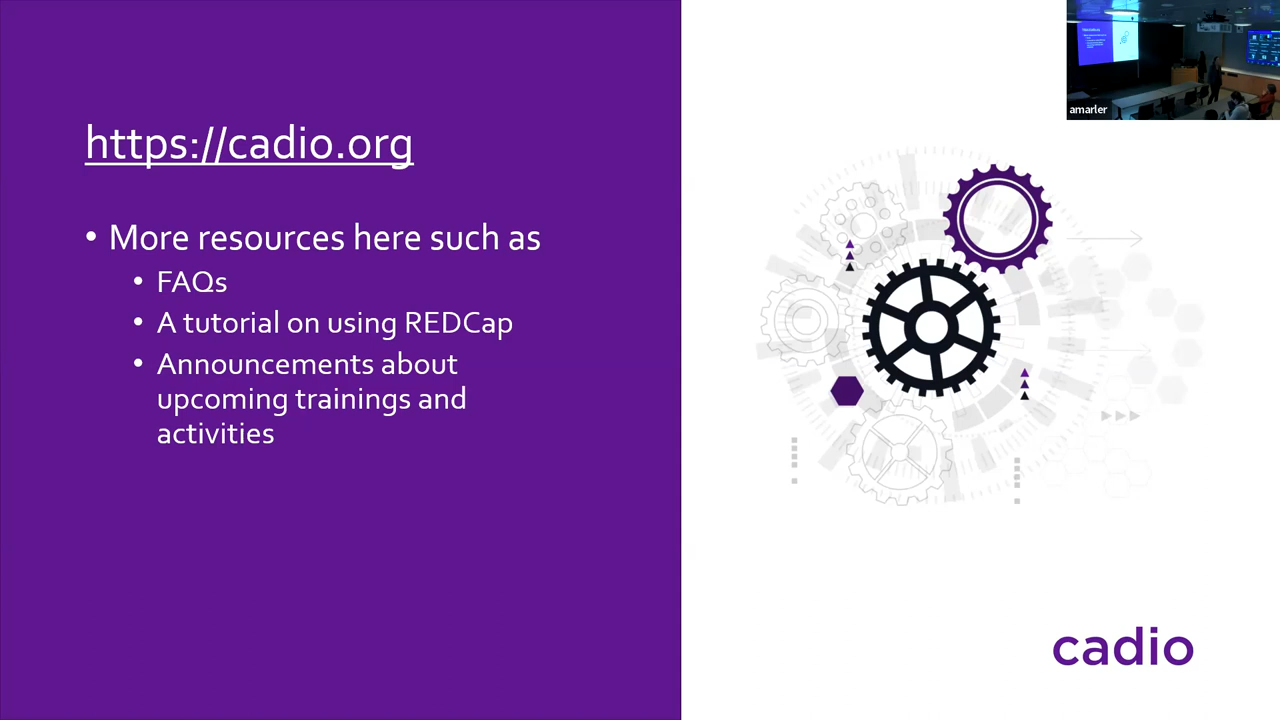 https://cadio.org
• More resources here such as
• FAQs
• A tutorial on using REDCap
• Announcements about
upcoming trainings and
activities
amarler
cadio